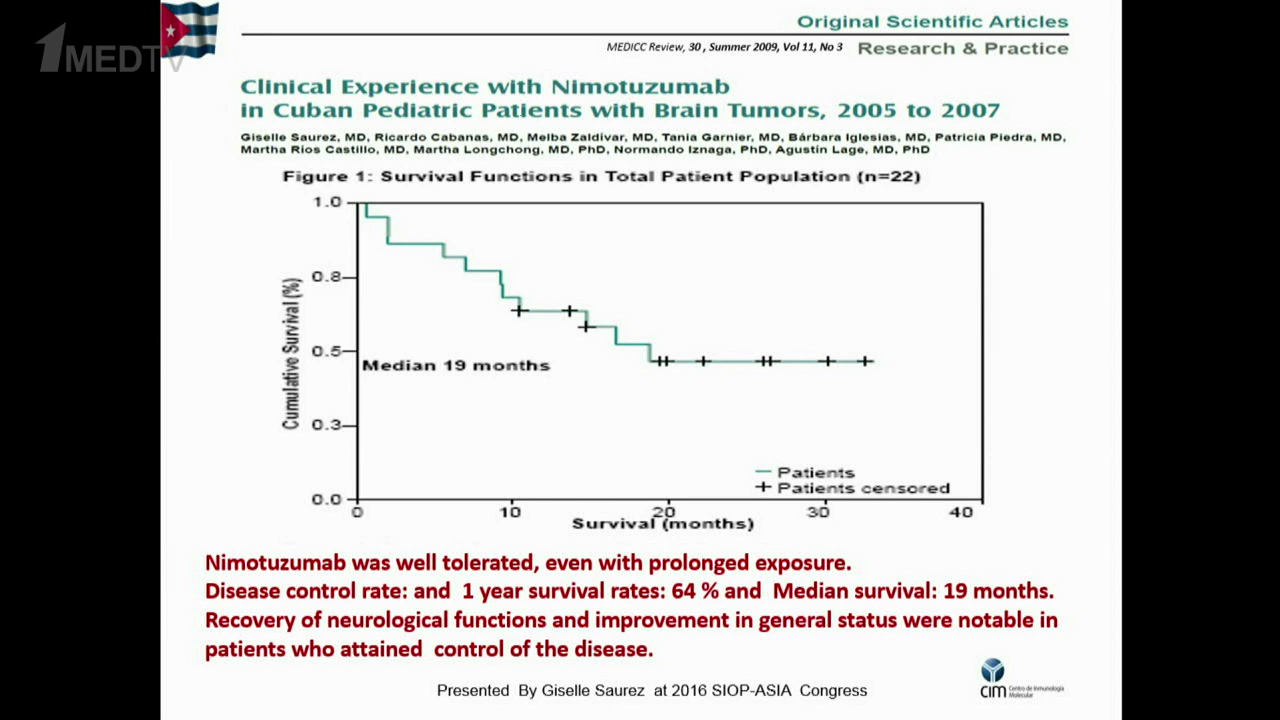 1MEDTV
Original Scientific Articles
MEDICC Review, 30 , Summer 2009, Vol 11, No 3
Research & Practice
Clinical Experience with Nimotuzumab
in Cuban Pediatric Patients with Brain Tumors, 2005 to 2007
Giselle Saurez, MD, Ricardo Cabanas, MD, Melba Zaldívar, MD, Tania Garnier, MD, Bárbara Iglesias, MD, Patricia Piedra, MD,
Martha Rios Castillo, MD, Martha Longchong, MD, PhD, Normando Iznaga, PhD, Agustín Lage, MD, PhD
Figure 1: Survival Functions in Total Patient Population (n=22)
1.0
0.8
0.5
0.3
0.0
Cumulative Survival (%)
Median 19 months
Patients
Patients censored
0 10 20 30 40
Survival (months)
Nimotuzumab was well tolerated, even with prolonged exposure.
Disease control rate: and 1 year survival rates: 64 % and Median survival: 19 months.
Recovery of neurological functions and improvement in general status were notable in
patients who attained control of the disease.
Presented By Giselle Saurez at 2016 SIOP-ASIA Congress
CIM
Centro de Inmunología
Molecular